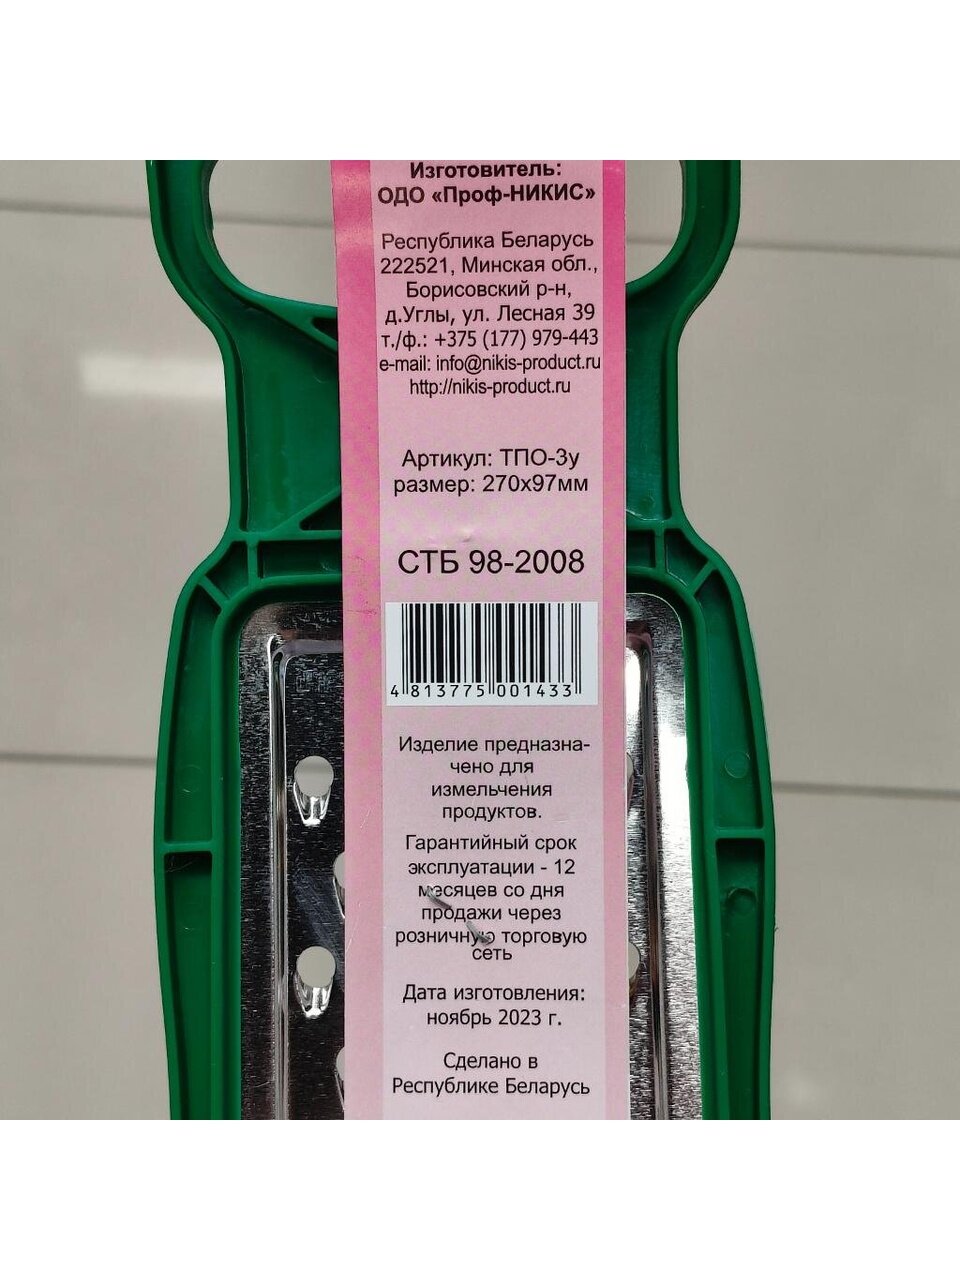 Изготовитель:
ОДО «Проф-НИКИС»
Республика Беларусь
222521, Минская обл.,
Борисовский р-н,
д.Углы, ул. Лесная 39
т./ф.: +375 (177) 979-443
e-mail: info@nikis-product.ru
http://nikis-product.ru
Артикул: ТПО-3у
размер: 270х97мм
СТБ 98-2008
4 813775 001433
Изделие предназна-
чено для
измельчения
продуктов.
Гарантийный срок
эксплуатации - 12
месяцев со дня
продажи через
розничную торговую
сеть
Дата изготовления:
ноябрь 2023 г.
Сделано в
Республике Беларусь